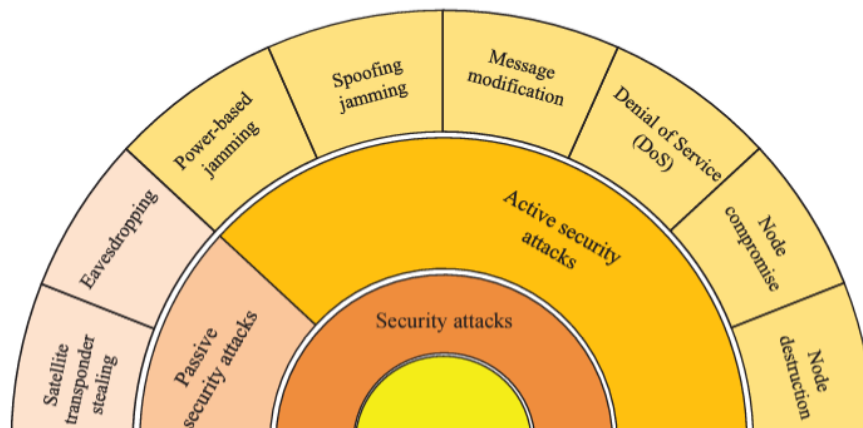 Satellite
transponder
stealing
Eavesdropping
Power-based
jamming
Spoofing
jamming
Message
modification
Denial of Service
(DoS)
Node
compromise
Node
destruction
Passive
security attacks
Active security
attacks
Security attacks